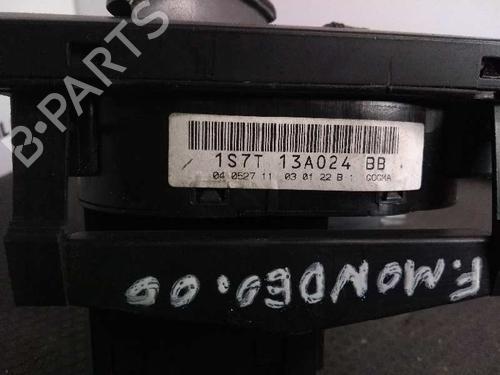 B-PARTS
1S7T 13A024 BB
04 0527 11 03 01 22 B: COGMA
F.MONDEO.05